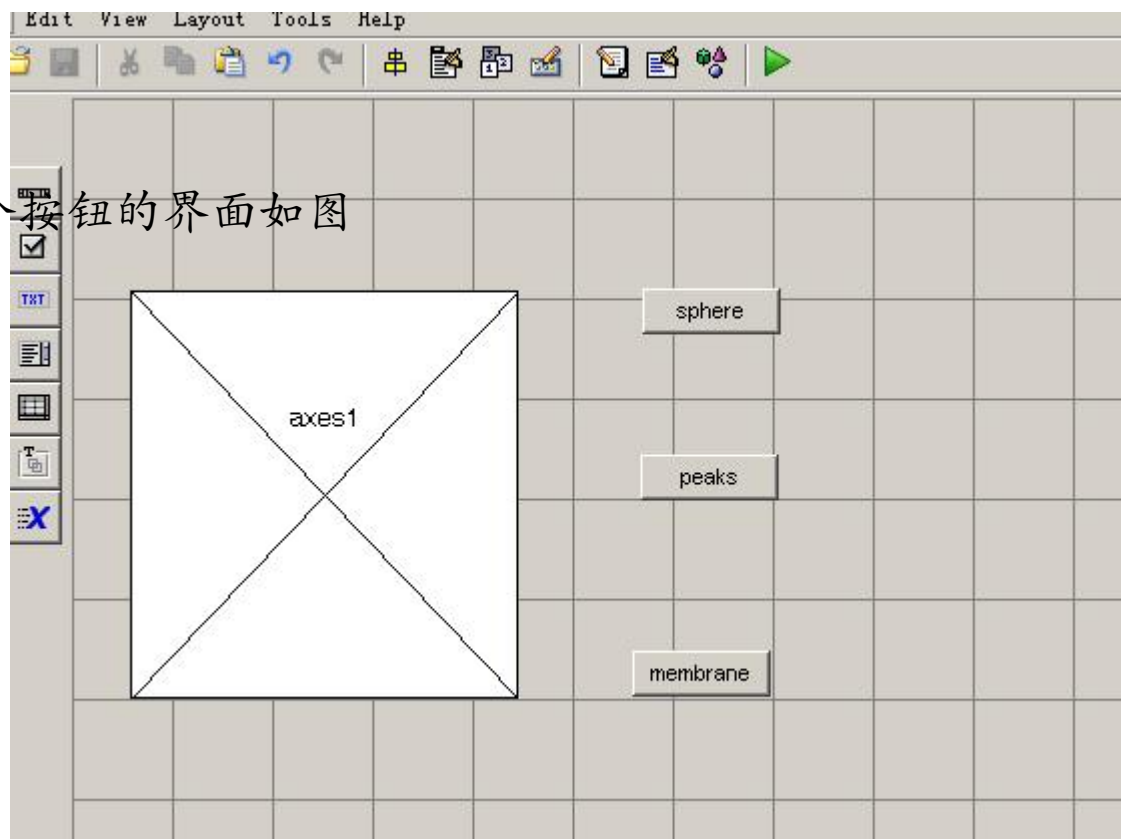 Edit View Layout Tools Help
按钮的界面如图
TXT
sphere
axes1
peaks
T
X
membrane